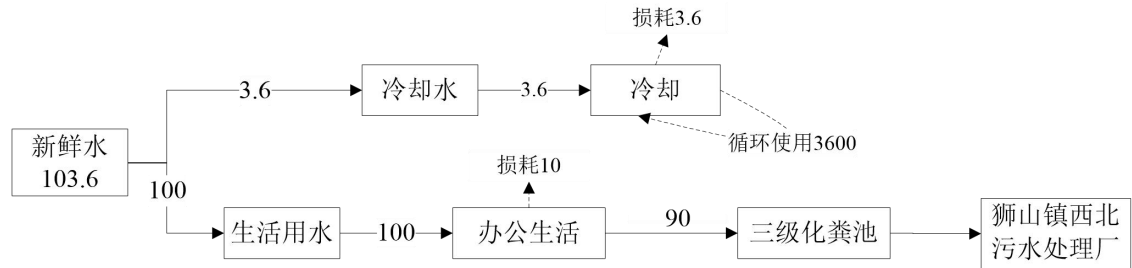 损耗3.6
3.6
冷却水
3.6
冷却
循环使用3600
新鲜水
103.6
100
损耗10
生活用水
100
办公生活
90
三级化粪池
狮山镇西北
污水处理厂